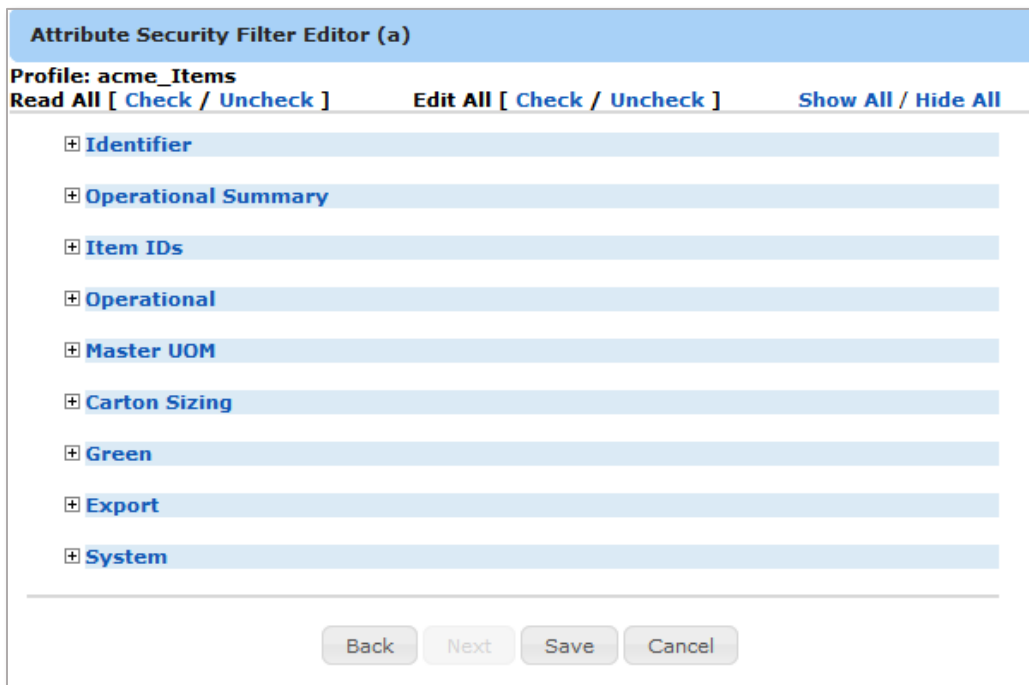 Attribute Security Filter Editor (a)
Profile: acme_Items
Read All [ Check / Uncheck ] Edit All [ Check / Uncheck ] Show All / Hide All
Identifier
Operational Summary
Item IDs
Operational
Master UOM
Carton Sizing
Green
Export
System
Back Next Save Cancel